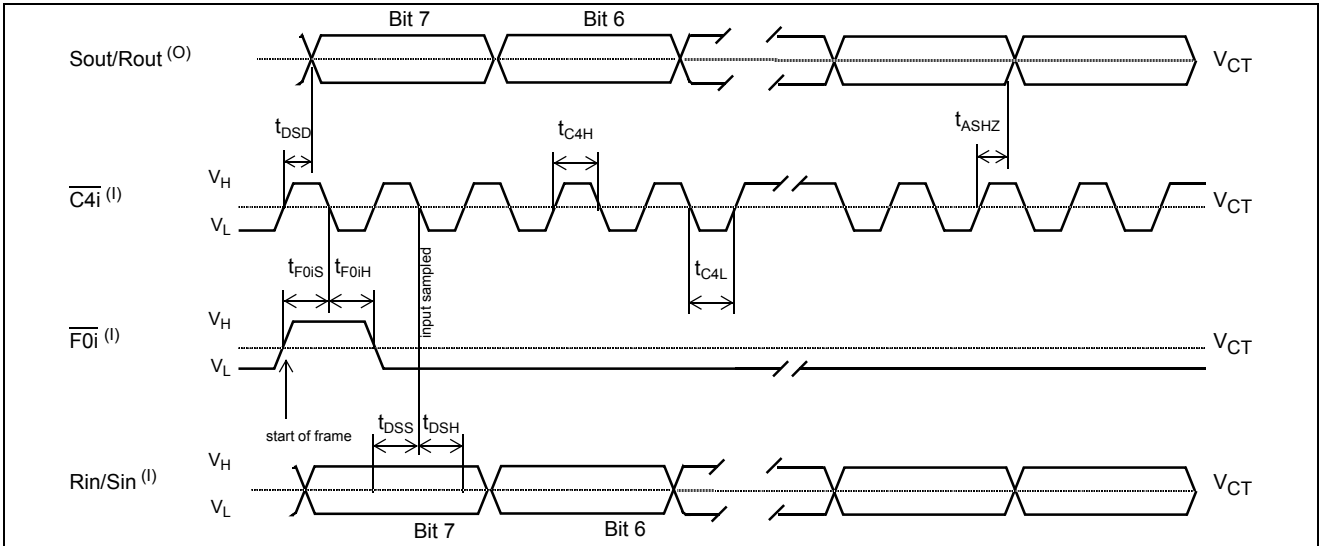 Bit 7 Bit 6
Sout/Rout (O) VCT
tDSD tC4H tASHZ
VH
C4i (I) VCT
VL
tF0iS tF0iH input sampled tC4L
VH
F0i (I) VCT
VL
start of frame tDSS tDSH
VH
Rin/Sin (I) VCT
VL
Bit 7 Bit 6